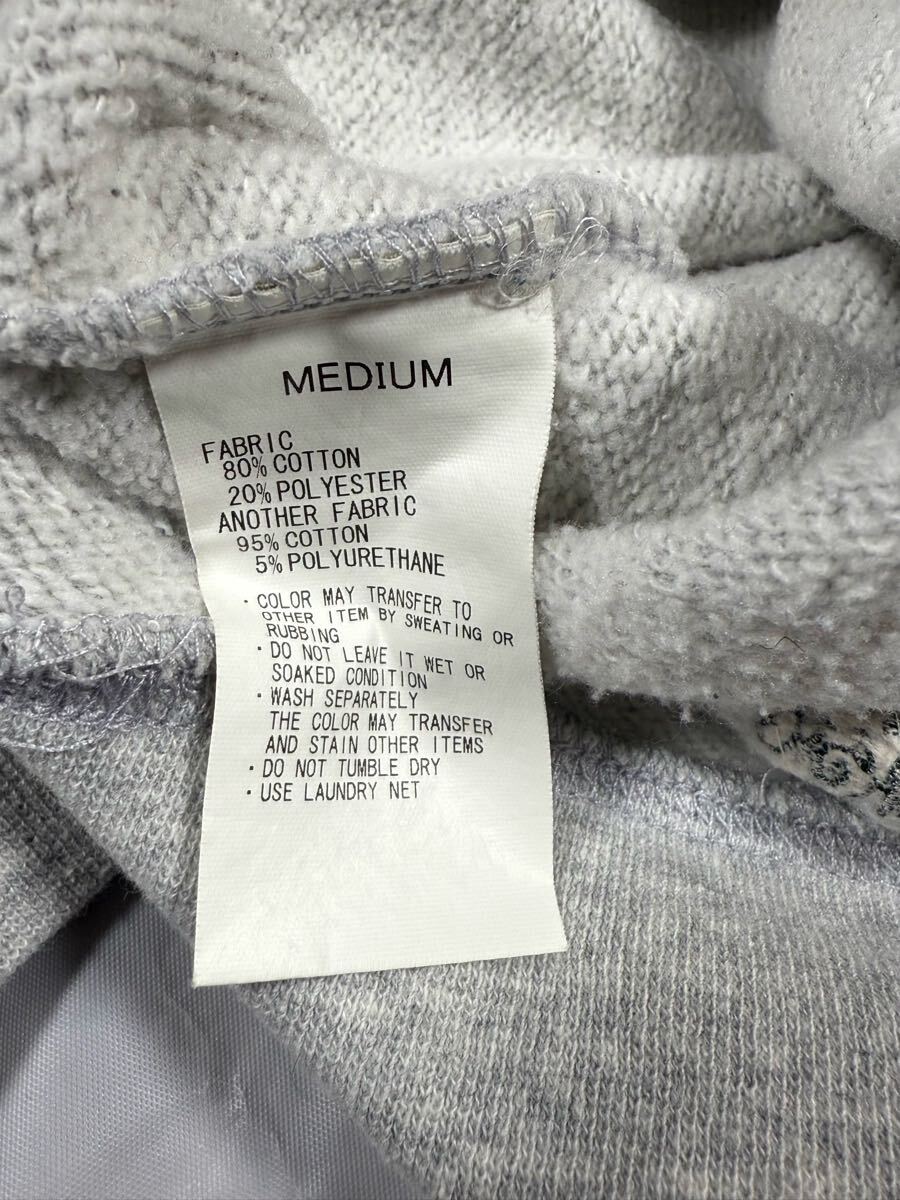 MEDIUM
FABRIC
80% COTTON
20% POLYESTER
ANOTHER FABRIC
95% COTTON
5% POLYURETHANE
・COLOR MAY TRANSFER TO
OTHER ITEM BY SWEATING OR
RUBBING
・DO NOT LEAVE IT WET OR
SOAKED CONDITION
・WASH SEPARATELY
THE COLOR MAY TRANSFER
AND STAIN OTHER ITEMS
・DO NOT TUMBLE DRY
・USE LAUNDRY NET